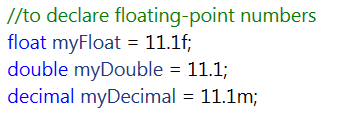 //to declare floating-point numbers
float myFloat = 11.1f;
double myDouble = 11.1;
decimal myDecimal = 11.1m;